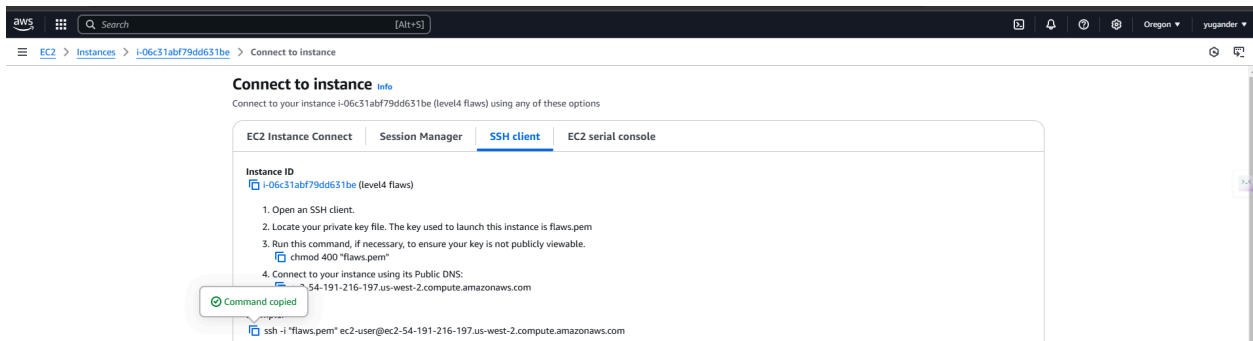 aws Search [Alt+S] Oregon yugander
EC2 > Instances > i-06c31abf79dd631be > Connect to instance
Connect to instance Info
Connect to your instance i-06c31abf79dd631be (level4 flaws) using any of these options
EC2 Instance Connect Session Manager SSH client EC2 serial console
Instance ID
i-06c31abf79dd631be (level4 flaws)
1. Open an SSH client.
2. Locate your private key file. The key used to launch this instance is flaws.pem
3. Run this command, if necessary, to ensure your key is not publicly viewable.
chmod 400 "flaws.pem"
4. Connect to your instance using its Public DNS:
2-54-191-216-197.us-west-2.compute.amazonaws.com
Command copied
ssh -i "flaws.pem" ec2-user@ec2-54-191-216-197.us-west-2.compute.amazonaws.com